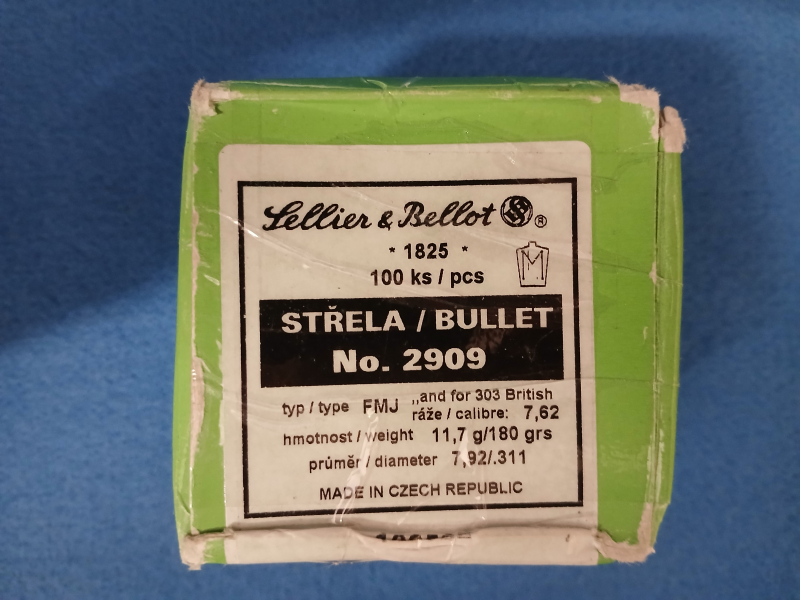 Sellier & Bellot ®
* 1825 *
100 ks / pcs
STŘELA / BULLET
No. 2909
typ / type FMJ „and for 303 British
ráže / calibre: 7,62
hmotnost / weight 11,7 g/180 grs
průměr / diameter 7,92/.311
MADE IN CZECH REPUBLIC